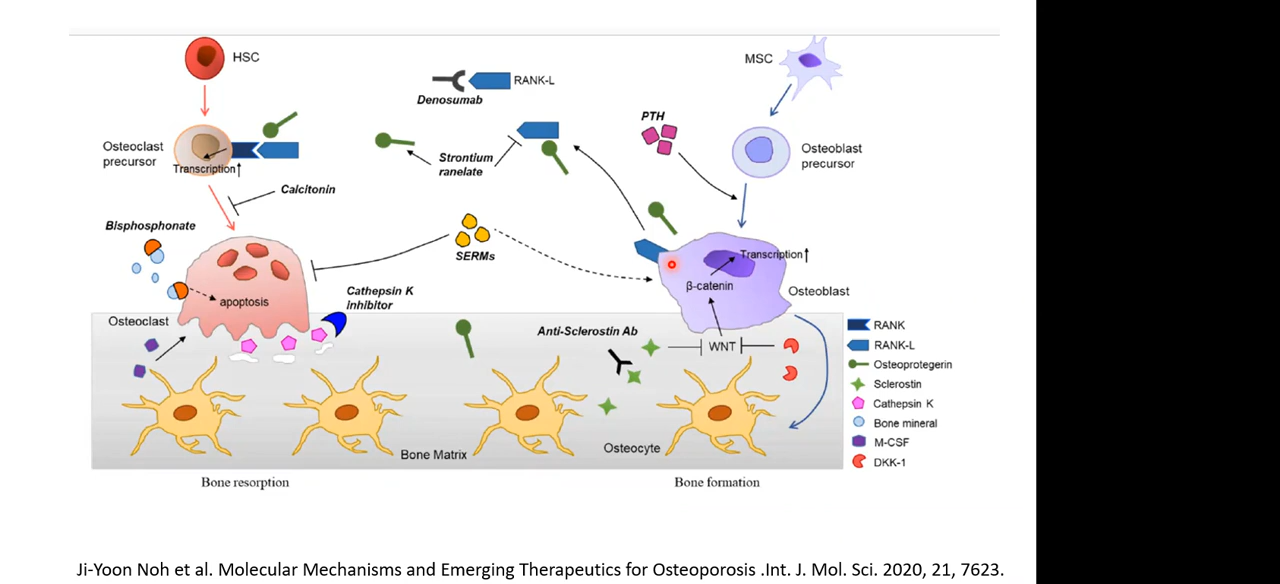 HSC
MSC
RANK-L
Denosumab
PTH
Osteoclast
precursor
Transcription↑
Strontium
ranelate
Osteoblast
precursor
Calcitonin
Bisphosphonate
SERMs
Transcription↑
β-catenin
Osteoblast
apoptosis
Cathepsin K
inhibitor
Osteoclast
Anti-Sclerostin Ab
WNT
Bone Matrix
Osteocyte
RANK
RANK-L
Osteoprotegerin
Sclerostin
Cathepsin K
Bone mineral
M-CSF
DKK-1
Bone resorption
Bone formation
Ji-Yoon Noh et al. Molecular Mechanisms and Emerging Therapeutics for Osteoporosis .Int. J. Mol. Sci. 2020, 21, 7623.